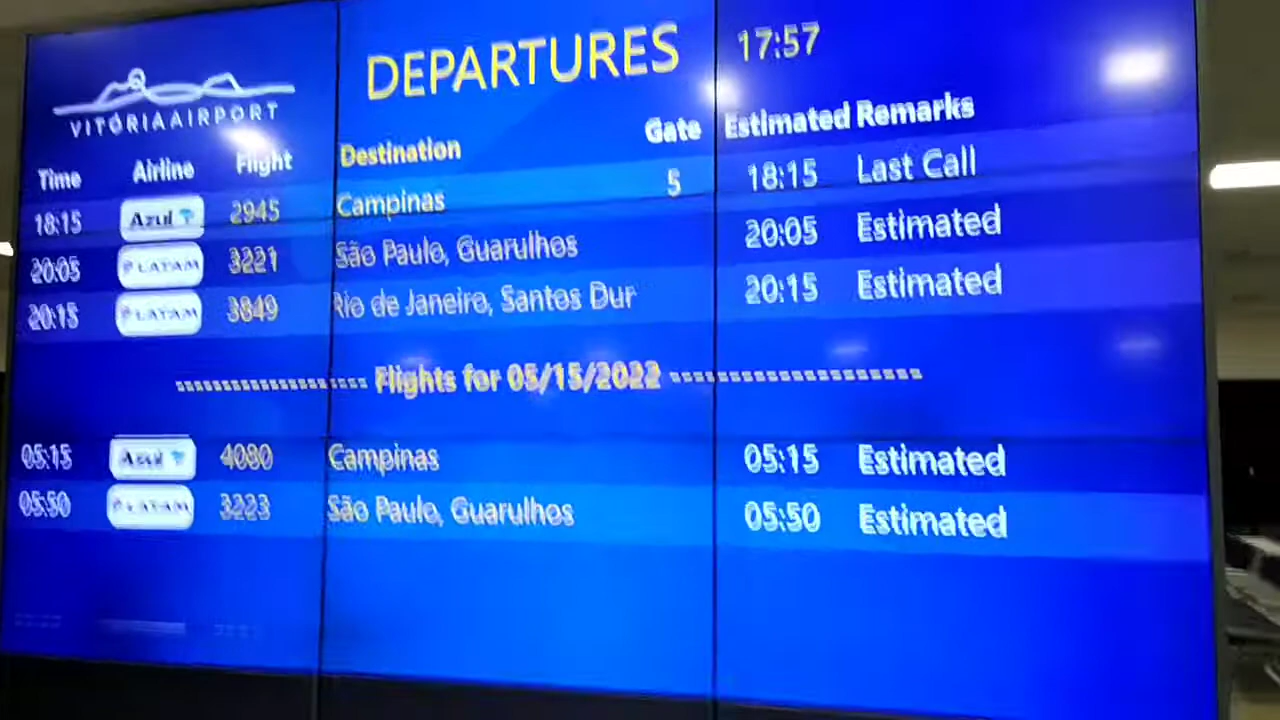 DEPARTURES 17:57
VITÓRIA AIRPORT
Time Airline Flight Destination Gate Estimated Remarks
18:15 Azul 2945 Campinas 5 18:15 Last Call
20:05 LATAM 3221 São Paulo, Guarulhos 20:05 Estimated
20:15 LATAM 3849 Rio de Janeiro, Santos Dur 20:15 Estimated
Flights for 05/15/2022
05:15 Azul 4080 Campinas 05:15 Estimated
05:50 LATAM 3223 São Paulo, Guarulhos 05:50 Estimated